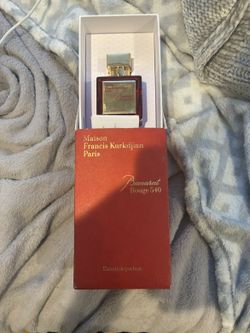 Maison
Francis Kurkdjian
Paris
Baccarat
Rouge 540
Extrait de parfum